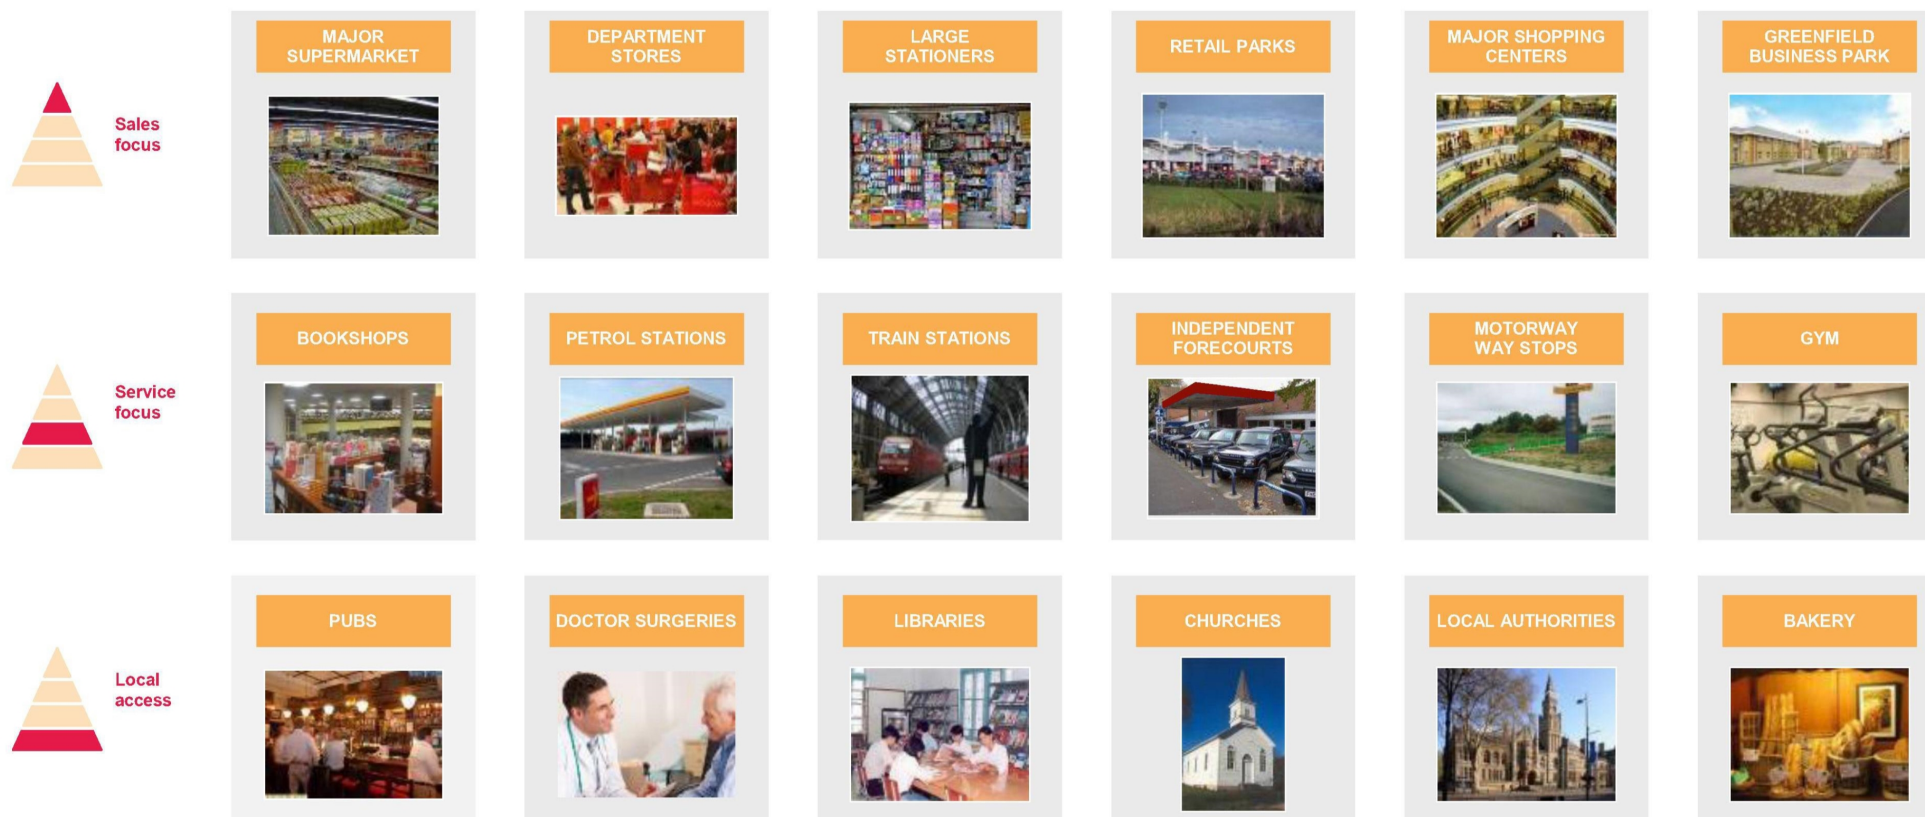 MAJOR
SUPERMARKET
DEPARTMENT
STORES
LARGE
STATIONERS
RETAIL PARKS
MAJOR SHOPPING
CENTERS
GREENFIELD
BUSINESS PARK
Sales
focus
BOOKSHOPS
PETROL STATIONS
TRAIN STATIONS
INDEPENDENT
FORECOURTS
MOTORWAY
WAY STOPS
GYM
Service
focus
PUBS
DOCTOR SURGERIES
LIBRARIES
CHURCHES
LOCAL AUTHORITIES
BAKERY
Local
access